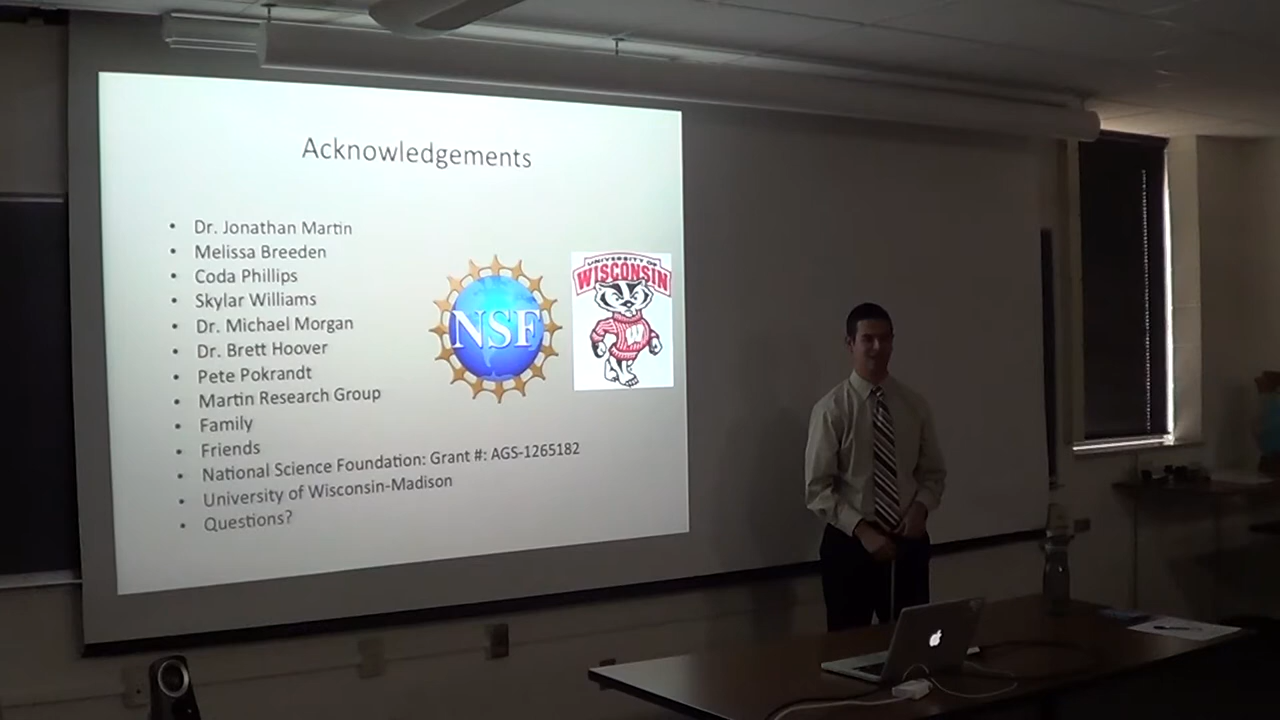 Acknowledgements
• Dr. Jonathan Martin
• Melissa Breeden
• Coda Phillips
• Skylar Williams
• Dr. Michael Morgan
• Dr. Brett Hoover
• Pete Pokrandt
• Martin Research Group
• Family
• Friends
• National Science Foundation: Grant #: AGS-1265182
• University of Wisconsin-Madison
• Questions?
NSF
UNIVERSITY OF
WISCONSIN
W